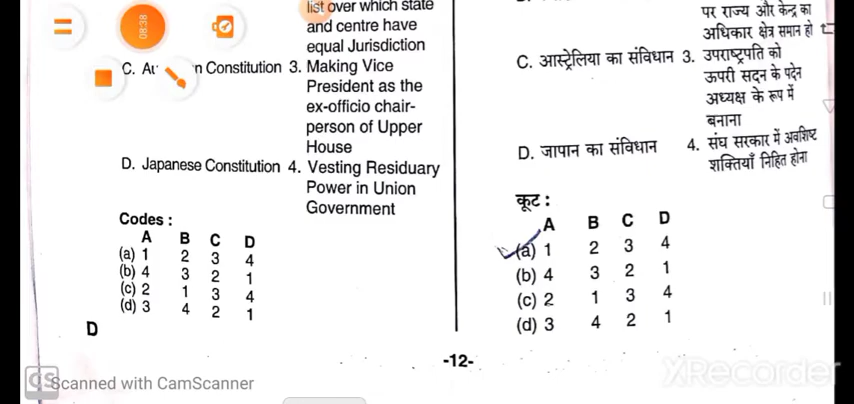 08:38
list over which state
and centre have
equal Jurisdiction
n Constitution 3. Making Vice
President as the
ex-officio chair-
person of Upper
House
D. Japanese Constitution 4. Vesting Residuary
Power in Union
Government
Codes :
A B C D
(a) 1 2 3 4
(b) 4 3 2 1
(c) 2 1 3 4
(d) 3 4 2 1
D
पर राज्य और केन्द्र का
अधिकार क्षेत्र समान हो
C. आस्ट्रेलिया का संविधान 3. उपराष्ट्रपति को
ऊपरी सदन के पदेन
अध्यक्ष के रूप में
बनाना
D. जापान का संविधान 4. संघ सरकार में अवशिष्ट
शक्तियाँ निहित होना
कूट :
A B C D
(a) 1 2 3 4
(b) 4 3 2 1
(c) 2 1 3 4
(d) 3 4 2 1
-12-
CS Scanned with CamScanner
XRecorder